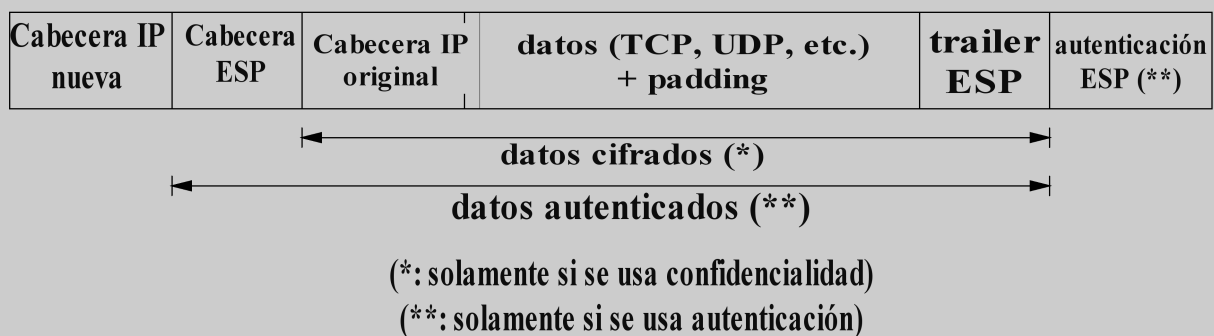 Cabecera IP
nueva
Cabecera
ESP
Cabecera IP
original
datos (TCP, UDP, etc.)
+ padding
trailer
ESP
autenticación
ESP (**)
datos cifrados (*)
datos autenticados (**)
(*: solamente si se usa confidencialidad)
(**: solamente si se usa autenticación)